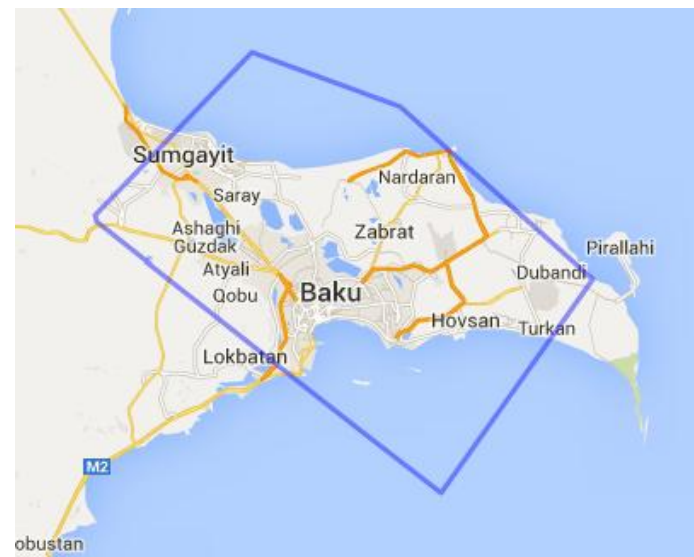 Sumgayit
Nardaran
Saray
Ashaghi
Guzdak
Zabrat
Pirallahi
Atyali
Dubandi
Qobu
Baku
Hovsan
Turkan
Lokbatan
M2
obustan